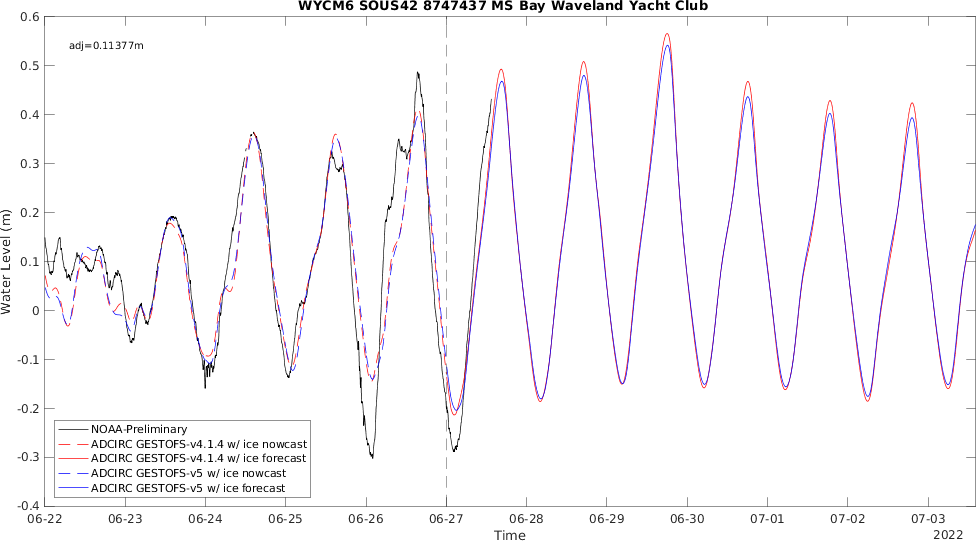 WYCM6 SOUS42 8747437 MS Bay Waveland Yacht Club
adj=0.11377m
0.6
0.5
0.4
0.3
0.2
0.1
0
-0.1
-0.2
-0.3
-0.4
Water Level (m)
NOAA-Preliminary
ADCIRC GESTOFS-v4.1.4 w/ ice nowcast
ADCIRC GESTOFS-v4.1.4 w/ ice forecast
ADCIRC GESTOFS-v5 w/ ice nowcast
ADCIRC GESTOFS-v5 w/ ice forecast
06-22 06-23 06-24 06-25 06-26 06-27 06-28 06-29 06-30 07-01 07-02 07-03
Time
2022